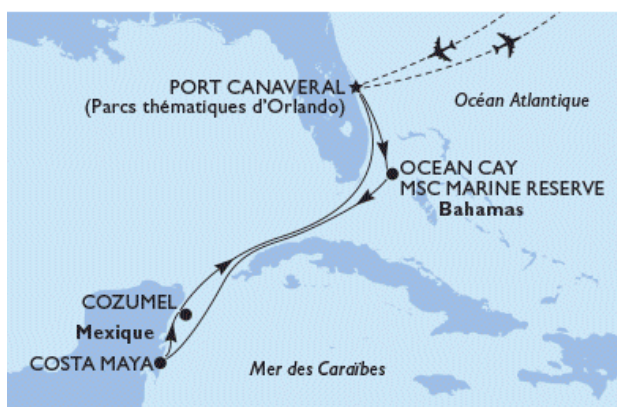 PORT CANAVERAL
(Parcs thématiques d'Orlando)
Océan Atlantique
OCEAN CAY
MSC MARINE RESERVE
Bahamas
COZUMEL
Mexique
COSTA MAYA
Mer des Caraïbes